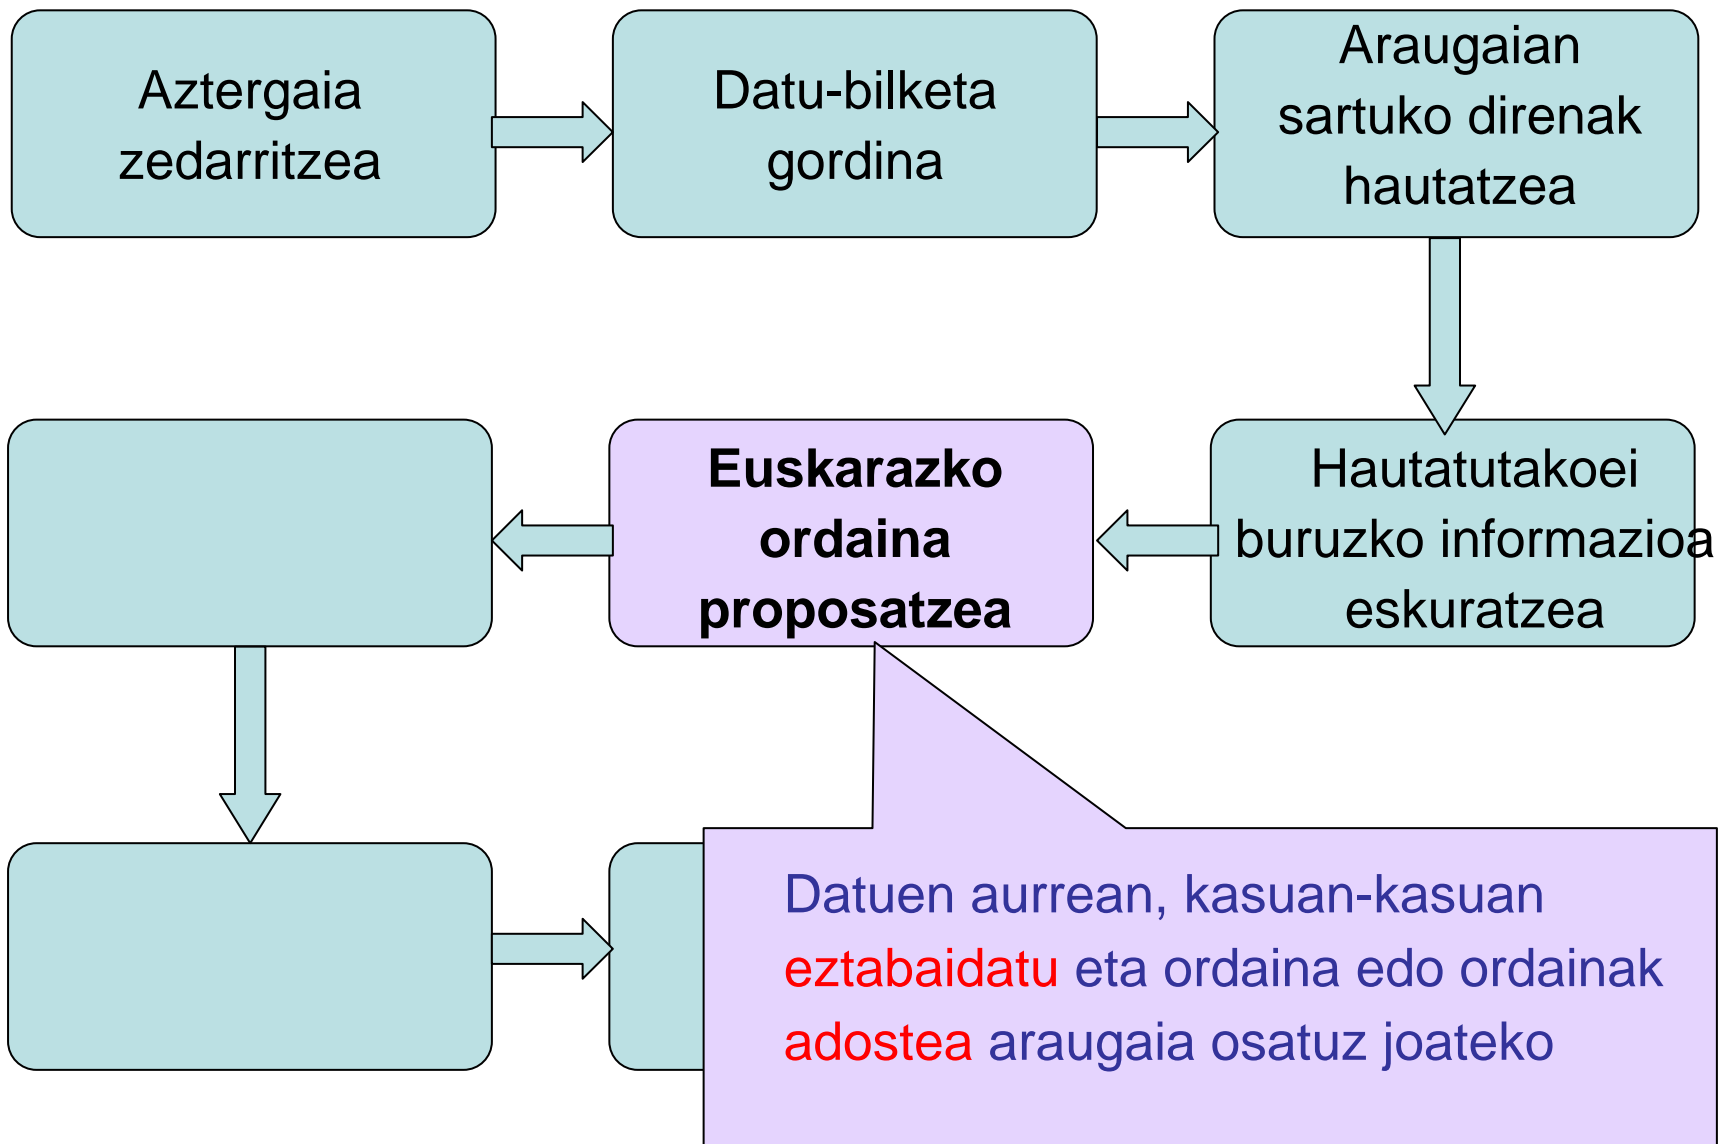 Aztergaia
zedarritzea
Datu-bilketa
gordina
Araugaian
sartuko direnak
hautatzea
Hautatutakoei
buruzko informazioa
eskuratzea
Euskarazko
ordaina
proposatzea
Datuen aurrean, kasuan-kasuan
eztabaidatu eta ordaina edo ordainak
adostea araugaia osatuz joateko